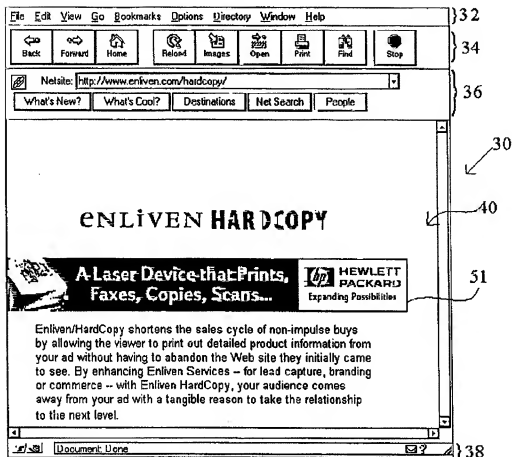 File Edit View Go Bookmarks Options Directory Window Help
32
Back Forward Home Reload Images Open Print Find Stop
34
Netsite: http://www.enliven.com/hardcopy/
36
What's New? What's Cool? Destinations Net Search People
30
40
enLiVen HARDCOPY
A Laser Device that Prints,
Faxes, Copies, Scans...
hp HEWLETT
PACKARD
Expanding Possibilities
51
Enliven/HardCopy shortens the sales cycle of non-impulse buys
by allowing the viewer to print out detailed product information from
your ad without having to abandon the Web site they initially came
to see. By enhancing Enliven Services -- for lead capture, branding
or commerce -- with Enliven HardCopy, your audience comes
away from your ad with a tangible reason to take the relationship
to the next level.
Document: Done
38